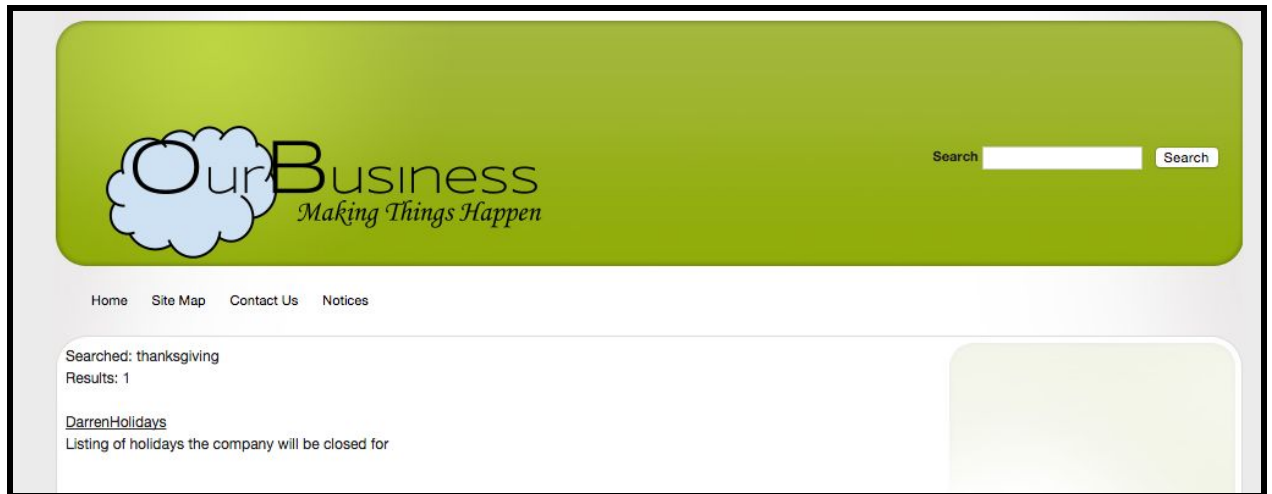 OurBusiness
Making Things Happen
Search
Search
Home Site Map Contact Us Notices
Searched: thanksgiving
Results: 1
DarrenHolidays
Listing of holidays the company will be closed for